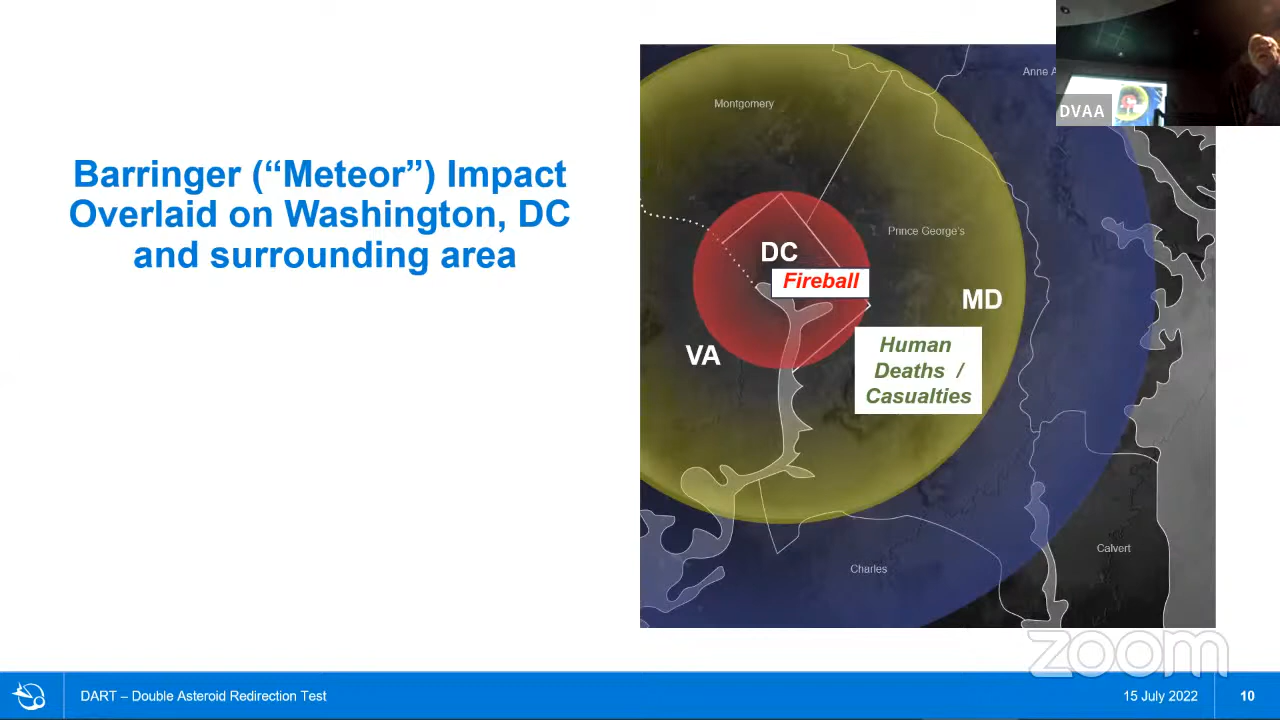 Barringer (“Meteor”) Impact
Overlaid on Washington, DC
and surrounding area
Montgomery
Anne A
DVAA
Prince George's
DC
Fireball
MD
VA
Human
Deaths /
Casualties
Calvert
Charles
zoom
DART – Double Asteroid Redirection Test
15 July 2022
10